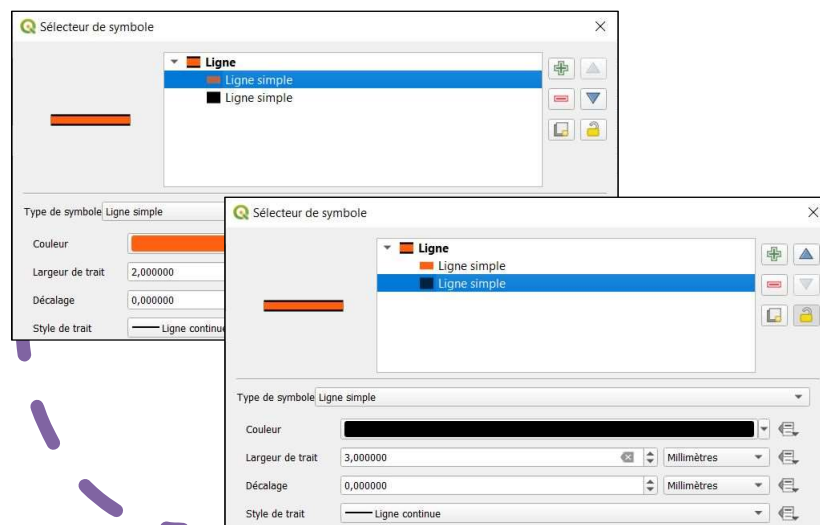 Sélecteur de symbole
Ligne
Ligne simple
Ligne simple
Type de symbole Ligne simple
Couleur
Largeur de trait 2,000000
Décalage 0,000000
Style de trait Ligne continue
Sélecteur de symbole
Ligne
Ligne simple
Ligne simple
Type de symbole Ligne simple
Couleur
Largeur de trait 3,000000 Millimètres
Décalage 0,000000 Millimètres
Style de trait Ligne continue